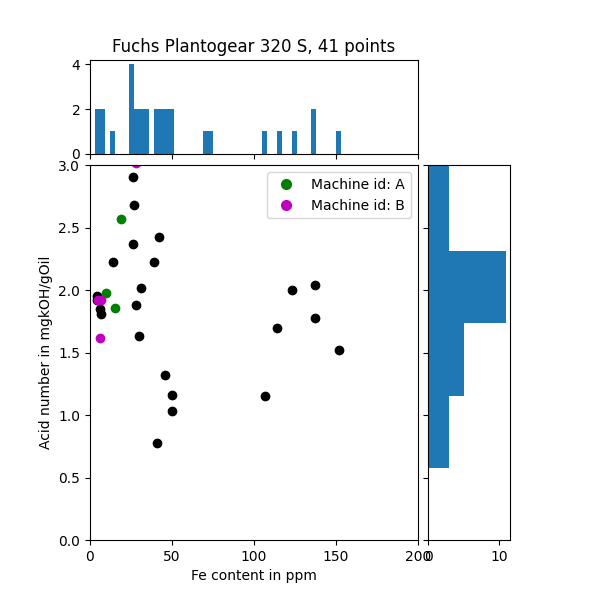 Fuchs Plantogear 320 S, 41 points
4
2
0
3.0
2.5
2.0
1.5
1.0
0.5
0.0
Acid number in mgkOH/gOil
Machine id: A
Machine id: B
0 50 100 150 200
0 10
Fe content in ppm